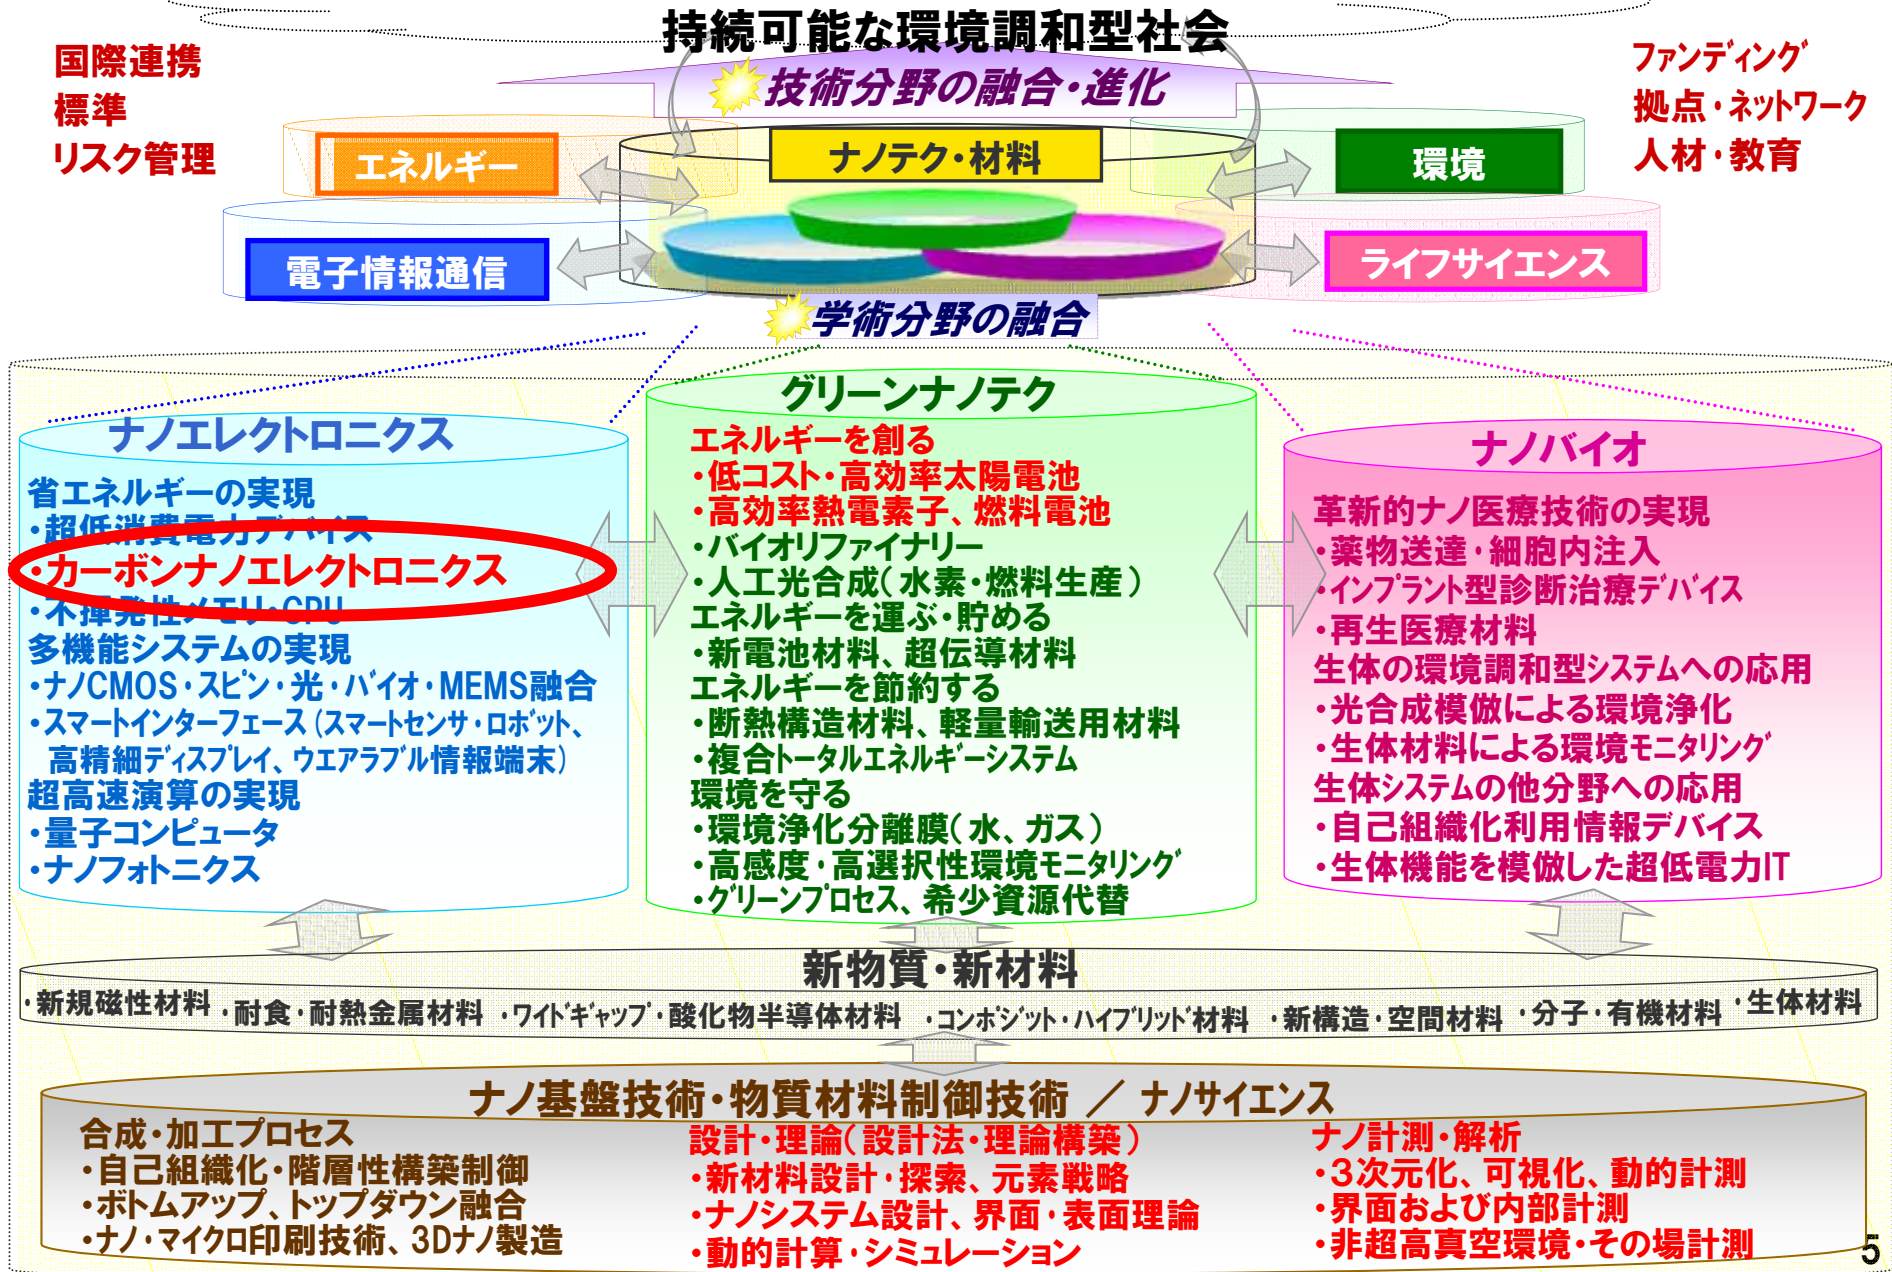 持続可能な環境調和型社会
技術分野の融合・進化
国際連携
標準
リスク管理
ファンディング
拠点・ネットワーク
人材・教育
エネルギー
ナノテク・材料
環境
電子情報通信
ライフサイエンス
学術分野の融合
ナノエレクトロニクス
省エネルギーの実現
・超低消費電力デバイス
・カーボンナノエレクトロニクス
・不揮発性メモリ・CPU
多機能システムの実現
・ナノCMOS・スピン・光・バイオ・MEMS融合
・スマートインターフェース(スマートセンサ・ロボット、
高精細ディスプレイ、ウエアラブル情報端末)
超高速演算の実現
・量子コンピュータ
・ナノフォトニクス
グリーンナノテク
エネルギーを創る
・低コスト・高効率太陽電池
・高効率熱電素子、燃料電池
・バイオリファイナリー
・人工光合成(水素・燃料生産)
エネルギーを運ぶ・貯める
・新電池材料、超伝導材料
エネルギーを節約する
・断熱構造材料、軽量輸送用材料
・複合トータルエネルギーシステム
環境を守る
・環境浄化分離膜(水、ガス)
・高感度・高選択性環境モニタリング
・グリーンプロセス、希少資源代替
ナノバイオ
革新的ナノ医療技術の実現
・薬物送達・細胞内注入
・インプラント型診断治療デバイス
・再生医療材料
生体の環境調和型システムへの応用
・光合成模倣による環境浄化
・生体材料による環境モニタリング
生体システムの他分野への応用
・自己組織化利用情報デバイス
・生体機能を模倣した超低電力IT
新物質・新材料
・新規磁性材料 ・耐食・耐熱金属材料 ・ワイドギャップ・酸化物半導体材料 ・コンポジット・ハイブリッド材料 ・新構造・空間材料 ・分子・有機材料 ・生体材料
ナノ基盤技術・物質材料制御技術 / ナノサイエンス
合成・加工プロセス
・自己組織化・階層性構築制御
・ボトムアップ、トップダウン融合
・ナノ・マイクロ印刷技術、3Dナノ製造
設計・理論(設計法・理論構築)
・新材料設計・探索、元素戦略
・ナノシステム設計、界面・表面理論
・動的計算・シミュレーション
ナノ計測・解析
・3次元化、可視化、動的計測
・界面および内部計測
・非超高真空環境・その場計測
5